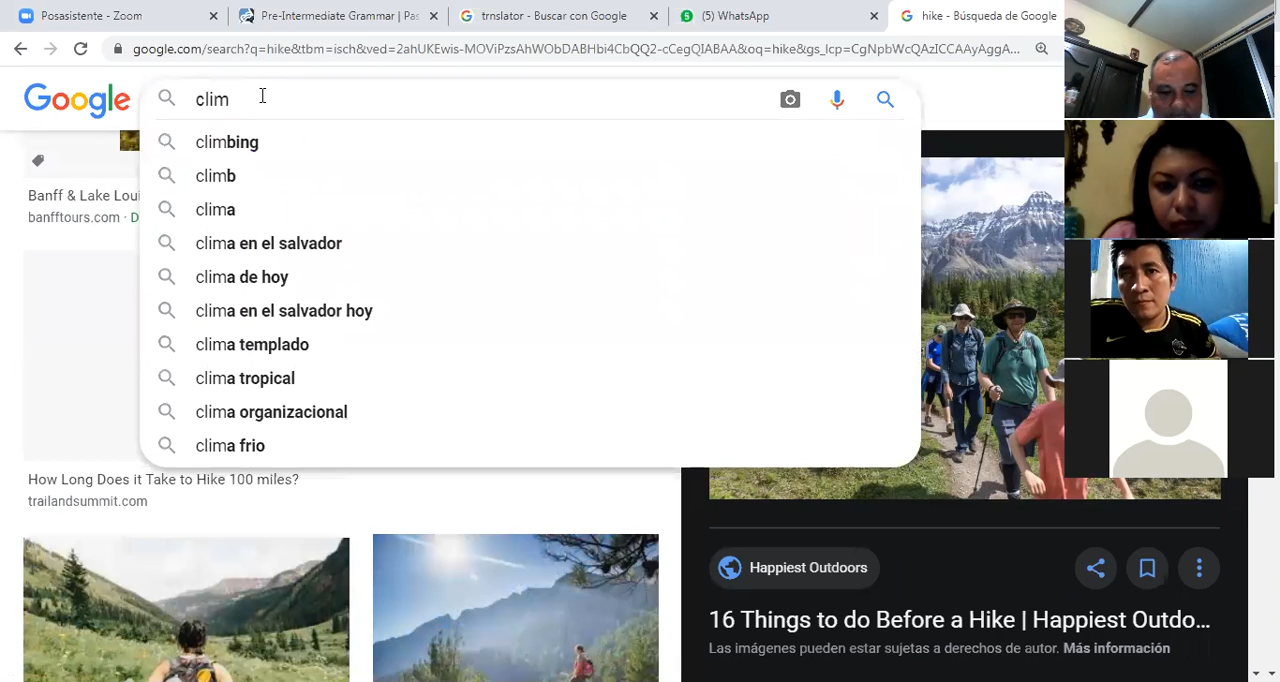 Posasistente - Zoom
Pre-Intermediate Grammar | Pas
trnslator - Buscar con Google
(5) WhatsApp
hike - Búsqueda de Google
google.com/search?q=hike&tbm=isch&ved=2ahUKEwis-MOViPzsAhWObDABHbi4CbQQ2-cCegQIABAA&oq=hike&gs_lcp=CgNpbWcQAzICCAAyAggA...
Google
clim
climbing
climb
clima
clima en el salvador
clima de hoy
clima en el salvador hoy
clima templado
clima tropical
clima organizacional
clima frio
Banff & Lake Loui
banfftours.com · D
How Long Does it Take to Hike 100 miles?
trailandsummit.com
Happiest Outdoors
16 Things to do Before a Hike | Happiest Outdo...
Las imágenes pueden estar sujetas a derechos de autor. Más información